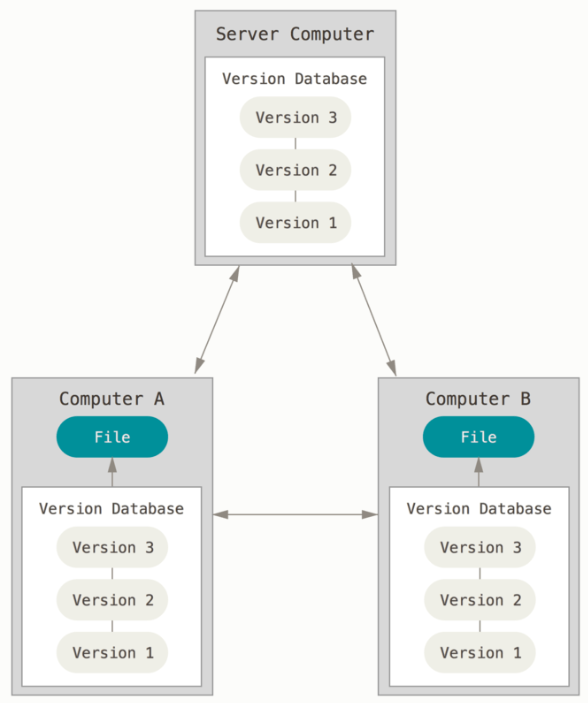 Server Computer
Version Database
Version 3
Version 2
Version 1
Computer A
File
Version Database
Version 3
Version 2
Version 1
Computer B
File
Version Database
Version 3
Version 2
Version 1